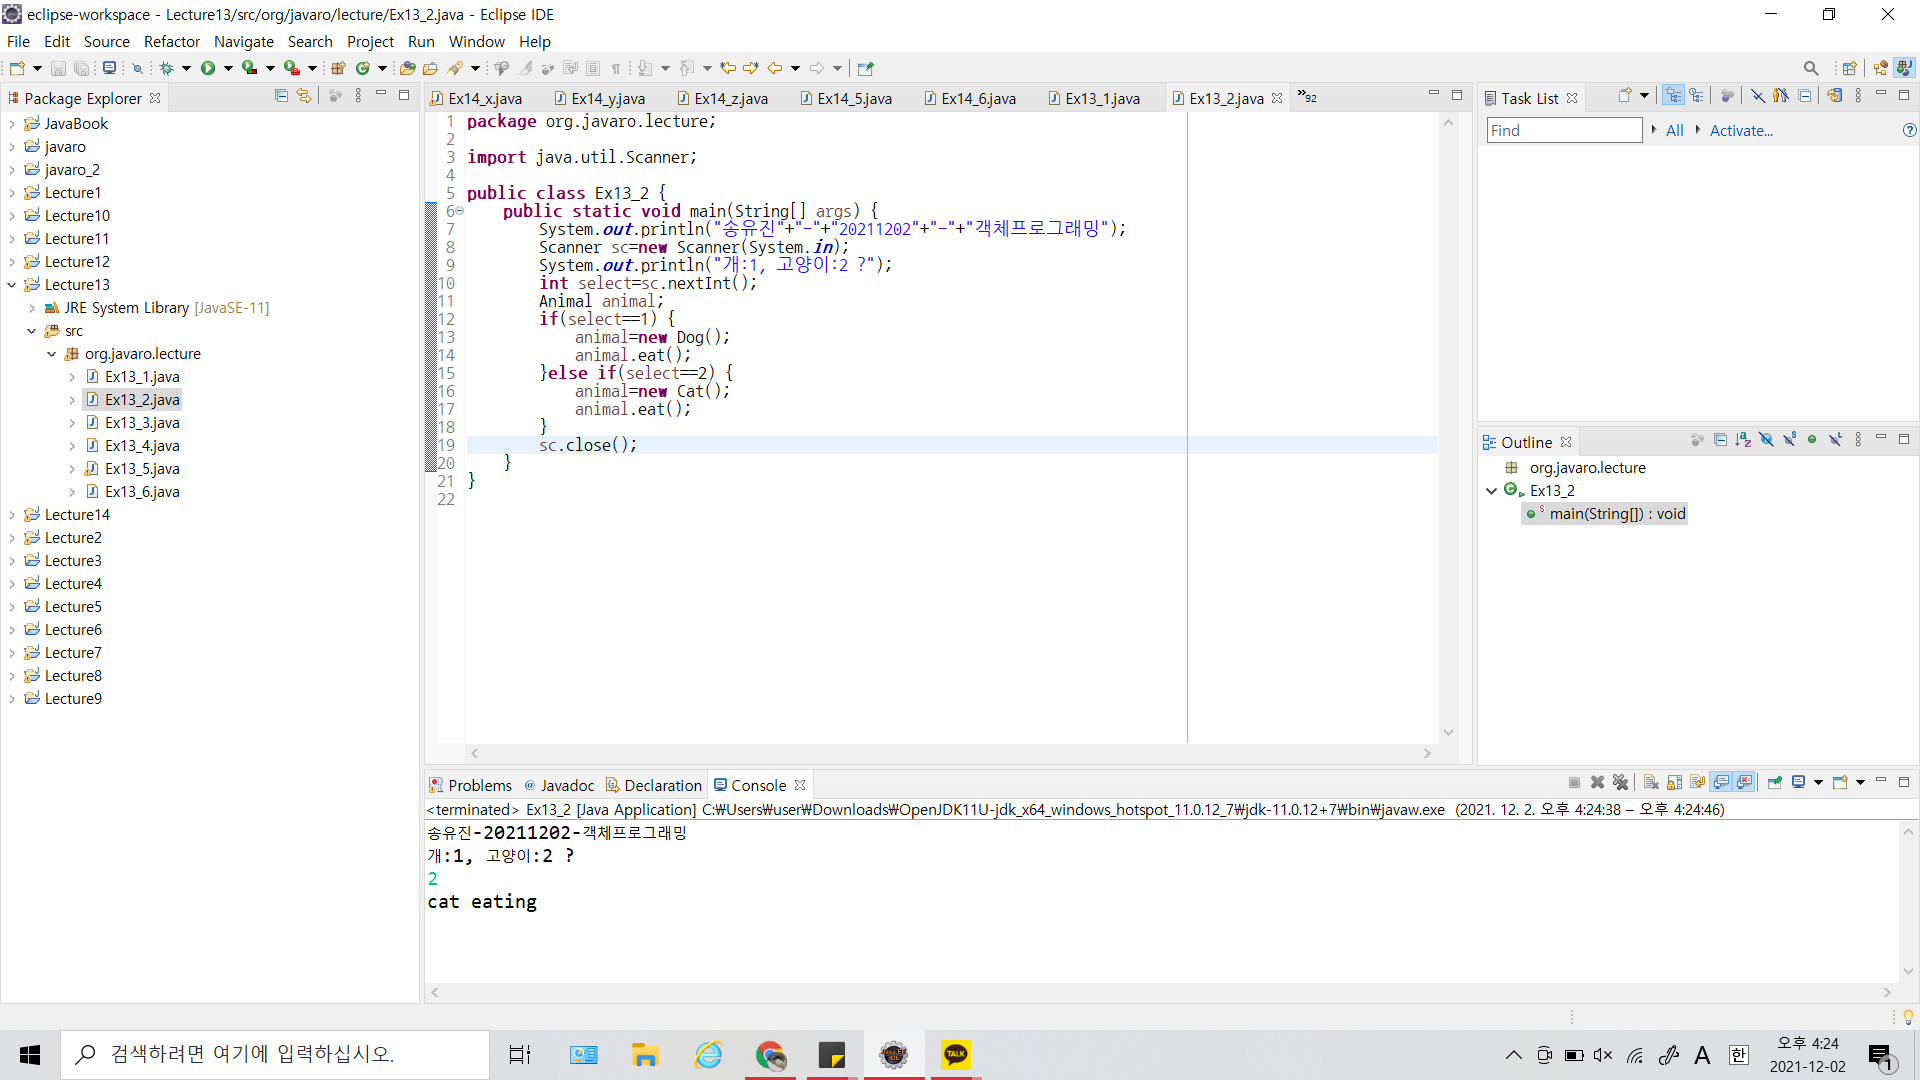 eclipse-workspace - Lecture13/src/org/javaro/lecture/Ex13_2.java - Eclipse IDE
File Edit Source Refactor Navigate Search Project Run Window Help
Package Explorer
JavaBook
javaro
javaro_2
Lecture1
Lecture10
Lecture11
Lecture12
Lecture13
JRE System Library [JavaSE-11]
src
org.javaro.lecture
Ex13_1.java
Ex13_2.java
Ex13_3.java
Ex13_4.java
Ex13_5.java
Ex13_6.java
Lecture14
Lecture2
Lecture3
Lecture4
Lecture5
Lecture6
Lecture7
Lecture8
Lecture9
Ex14_x.java Ex14_y.java Ex14_z.java Ex14_5.java Ex14_6.java Ex13_1.java Ex13_2.java »92
1 package org.javaro.lecture;
2
3 import java.util.Scanner;
4
5 public class Ex13_2 {
6 public static void main(String[] args) {
7 System.out.println("송유진"+"-"+"20211202"+"-"+"객체프로그래밍");
8 Scanner sc=new Scanner(System.in);
9 System.out.println("개:1, 고양이:2 ?");
10 int select=sc.nextInt();
11 Animal animal;
12 if(select==1) {
13 animal=new Dog();
14 animal.eat();
15 }else if(select==2) {
16 animal=new Cat();
17 animal.eat();
18 }
19 sc.close();
20 }
21 }
22
Task List
Find All Activate...
Outline
org.javaro.lecture
Ex13_2
main(String[]) : void
Problems @ Javadoc Declaration Console
<terminated> Ex13_2 [Java Application] C:₩Users₩user₩Downloads₩OpenJDK11U-jdk_x64_windows_hotspot_11.0.12_7₩jdk-11.0.12+7₩bin₩javaw.exe (2021. 12. 2. 오후 4:24:38 – 오후 4:24:46)
송유진-20211202-객체프로그래밍
개:1, 고양이:2 ?
2
cat eating
검색하려면 여기에 입력하십시오.
TALK
A 한
오후 4:24
2021-12-02
1